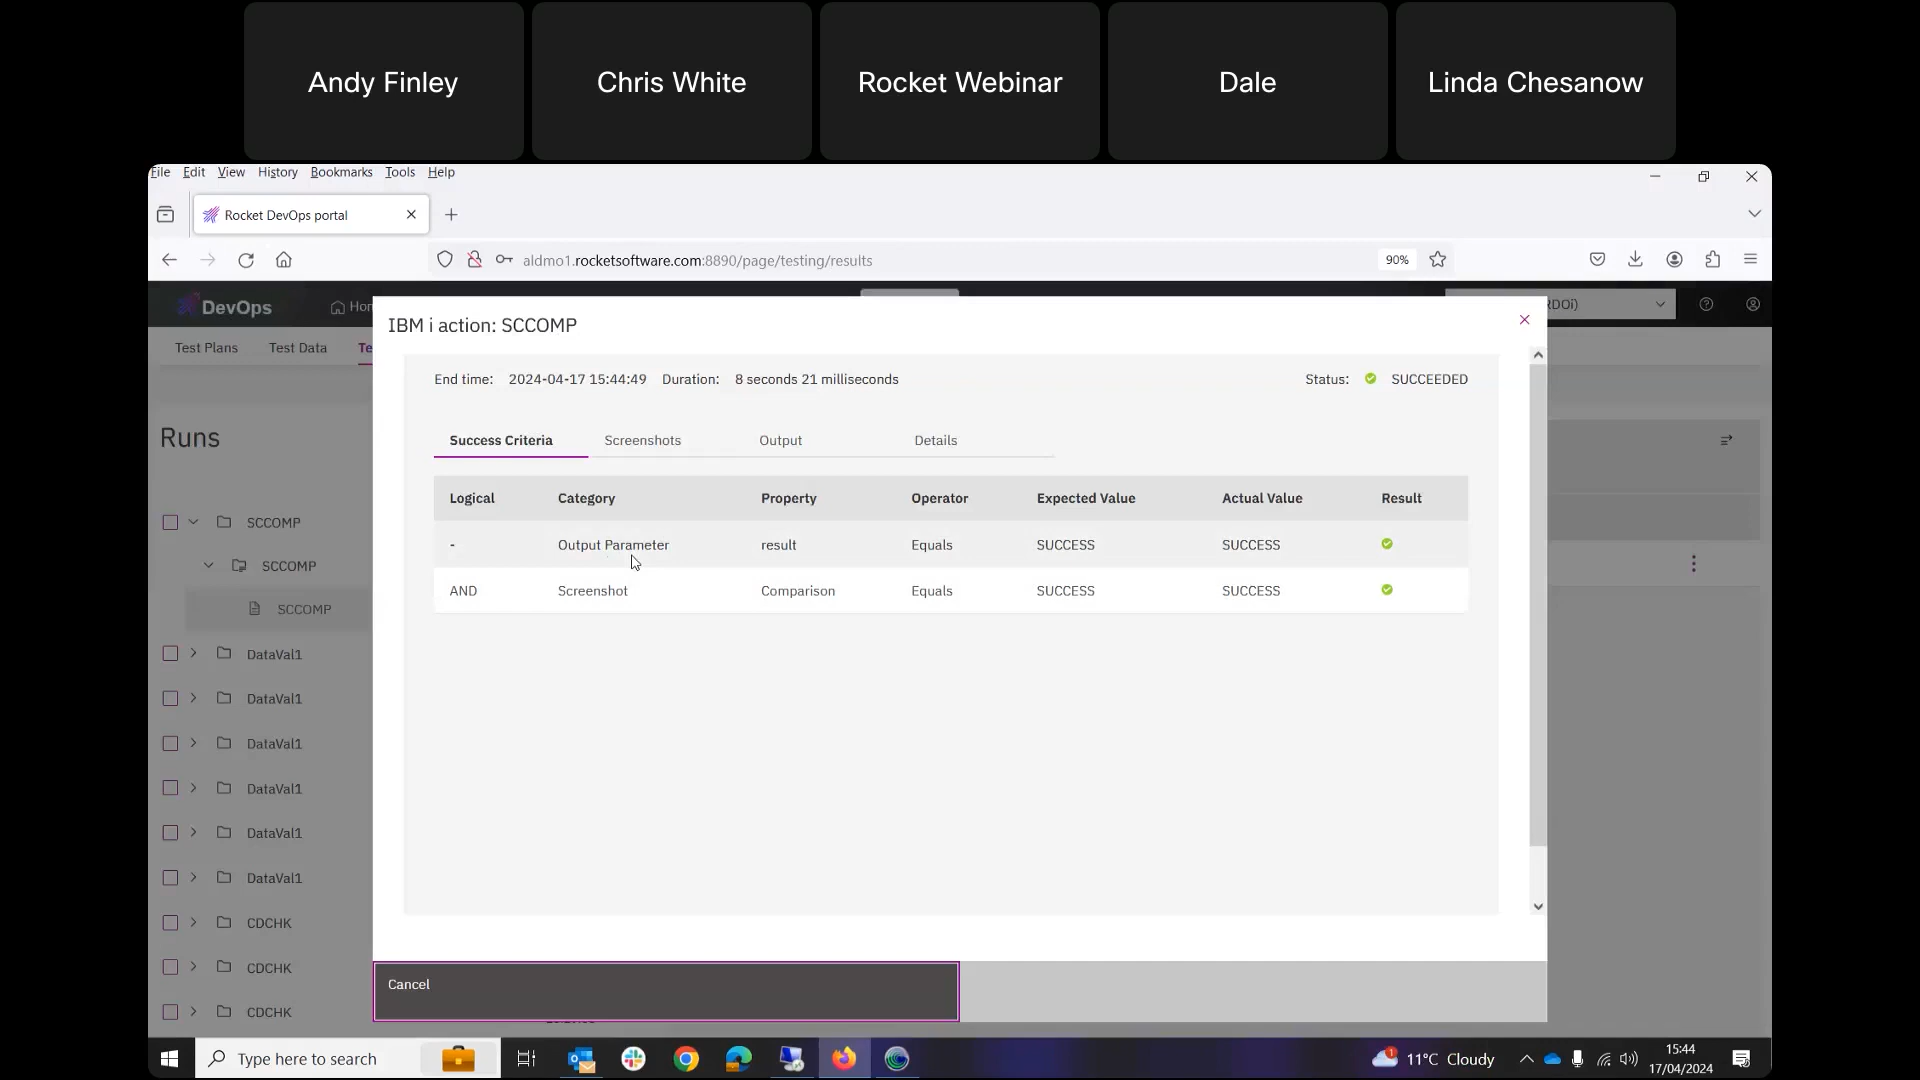 Andy Finley
Chris White
Rocket Webinar
Dale
Linda Chesanow
File Edit View History Bookmarks Tools Help
Rocket DevOps portal
aldmo1.rocketsoftware.com:8890/page/testing/results
90%
DevOps
Hom
RDOi)
Test Plans Test Data Te
IBM i action: SCCOMP
End time: 2024-04-17 15:44:49 Duration: 8 seconds 21 milliseconds Status: SUCCEEDED
Success Criteria Screenshots Output Details
Logical Category Property Operator Expected Value Actual Value Result
- Output Parameter result Equals SUCCESS SUCCESS
AND Screenshot Comparison Equals SUCCESS SUCCESS
Runs
SCCOMP
SCCOMP
SCCOMP
DataVal1
DataVal1
DataVal1
DataVal1
DataVal1
DataVal1
CDCHK
CDCHK
CDCHK
Cancel
Type here to search
1
11°C Cloudy
15:44
17/04/2024